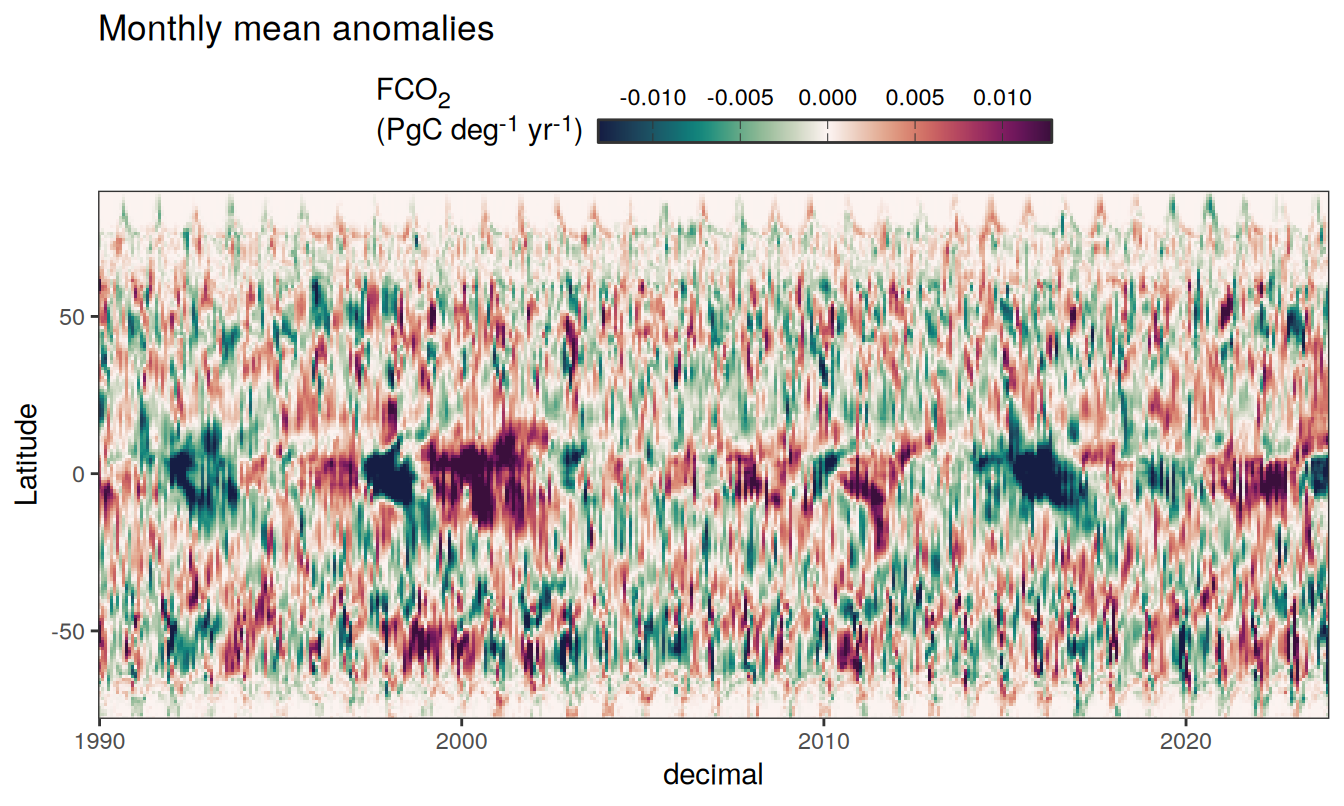 Monthly mean anomalies
FCO₂
(PgC deg⁻¹ yr⁻¹)
-0.010 -0.005 0.000 0.005 0.010
Latitude
50
0
-50
1990 2000 2010 2020
decimal